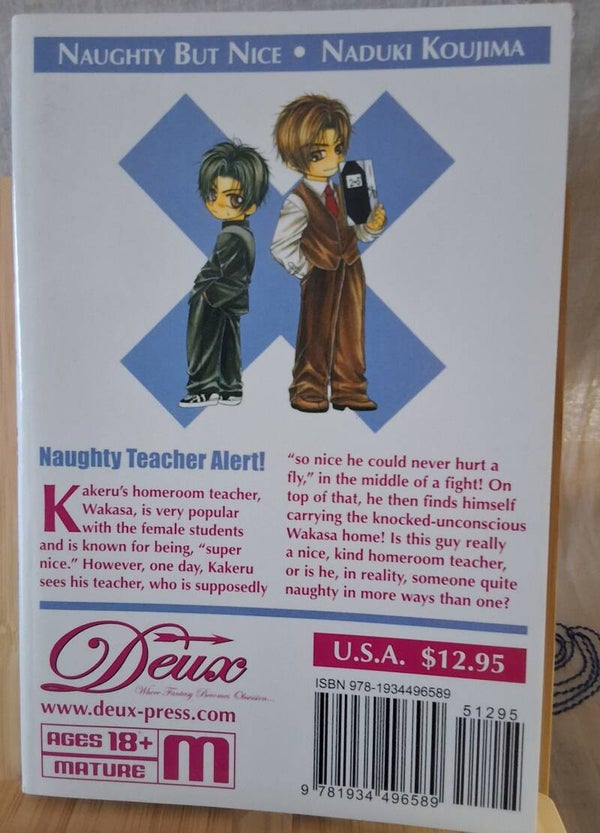 NAUGHTY BUT NICE • NADUKI KOUJIMA
Naughty Teacher Alert!
Kakeru's homeroom teacher,
Wakasa, is very popular
with the female students
and is known for being, "super
nice." However, one day, Kakeru
sees his teacher, who is supposedly
"so nice he could never hurt a
fly," in the middle of a fight! On
top of that, he then finds himself
carrying the knocked-unconscious
Wakasa home! Is this guy really
a nice, kind homeroom teacher,
or is he, in reality, someone quite
naughty in more ways than one?
Deux
Where Fantasy Becomes Obsession...
www.deux-press.com
AGES 18+
MATURE
M
U.S.A. $12.95
ISBN 978-1934496589
51295
9 781934 496589